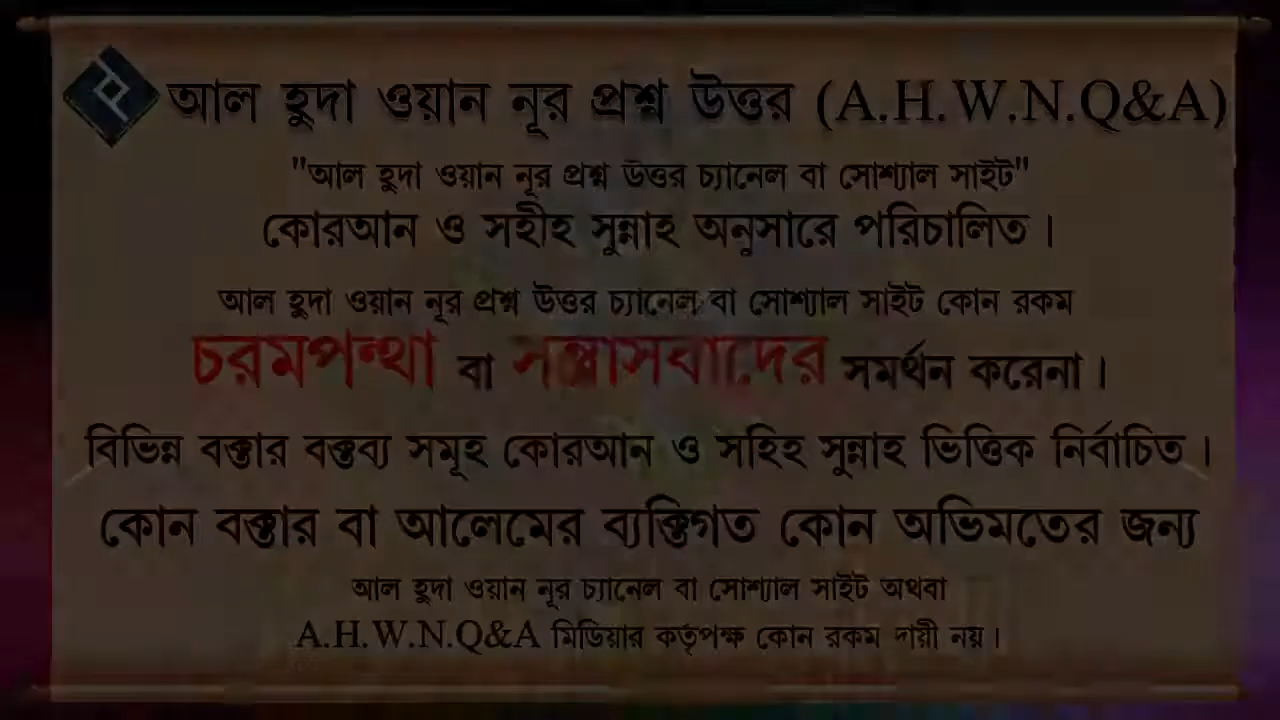 আল হুদা ওয়ান নূর প্রশ্ন উত্তর (A.H.W.N.Q&A)
"আল হুদা ওয়ান নূর প্রশ্ন উত্তর চ্যানেল বা সোশ্যাল সাইট"
কোরআন ও সহীহ সুন্নাহ অনুসারে পরিচালিত।
আল হুদা ওয়ান নূর প্রশ্ন উত্তর চ্যানেল বা সোশ্যাল সাইট কোন রকম
চরমপন্থা বা সন্ত্রাসবাদের সমর্থন করেনা।
বিভিন্ন বক্তার বক্তব্য সমূহ কোরআন ও সহিহ সুন্নাহ ভিত্তিক নির্বাচিত।
কোন বক্তার বা আলেমের ব্যক্তিগত কোন অভিমতের জন্য
আল হুদা ওয়ান নূর চ্যানেল বা সোশ্যাল সাইট অথবা
A.H.W.N.Q&A মিডিয়ার কর্তৃপক্ষ কোন রকম দায়ী নয়।